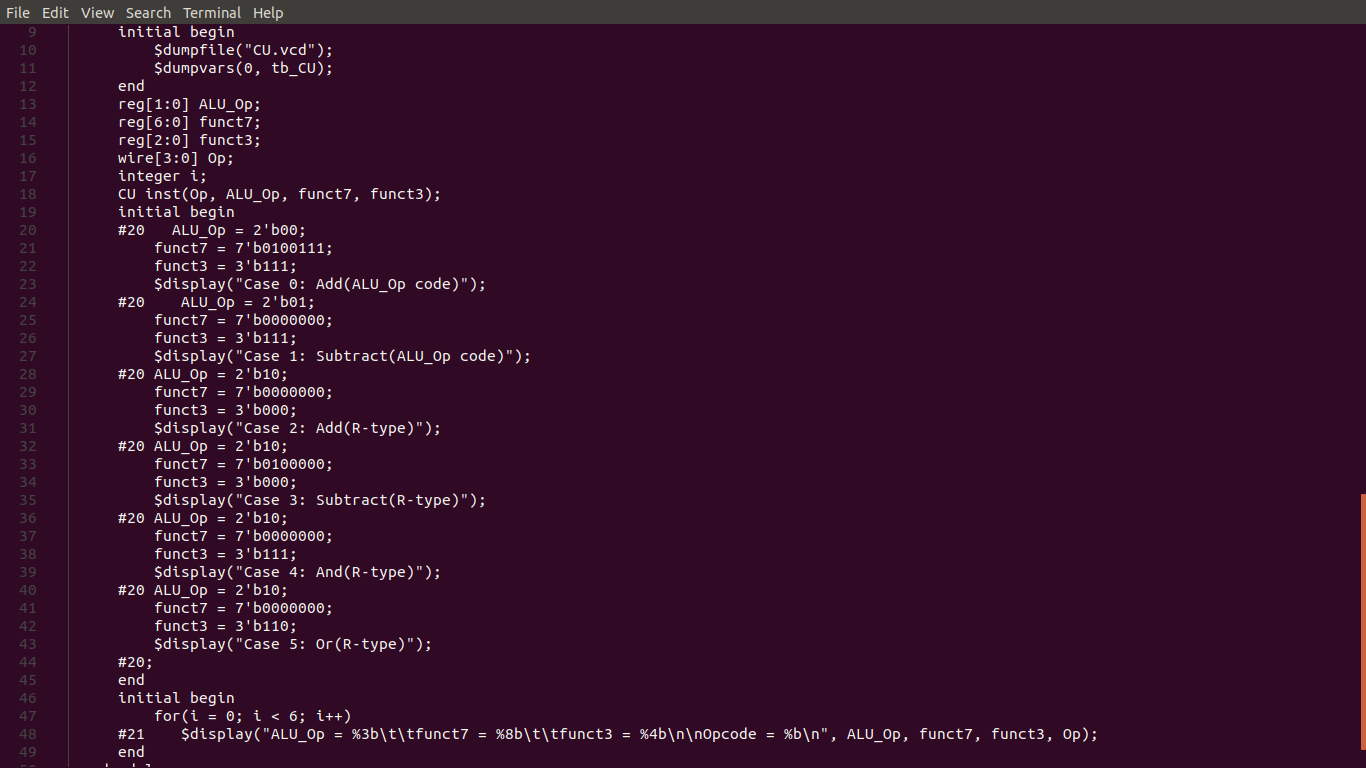 File Edit View Search Terminal Help
9 initial begin
10 $dumpfile("CU.vcd");
11 $dumpvars(0, tb_CU);
12 end
13 reg[1:0] ALU_Op;
14 reg[6:0] funct7;
15 reg[2:0] funct3;
16 wire[3:0] Op;
17 integer i;
18 CU inst(Op, ALU_Op, funct7, funct3);
19 initial begin
20 #20   ALU_Op = 2'b00;
21 funct7 = 7'b0100111;
22 funct3 = 3'b111;
23 $display("Case 0: Add(ALU_Op code)");
24 #20    ALU_Op = 2'b01;
25 funct7 = 7'b0000000;
26 funct3 = 3'b111;
27 $display("Case 1: Subtract(ALU_Op code)");
28 #20 ALU_Op = 2'b10;
29 funct7 = 7'b0000000;
30 funct3 = 3'b000;
31 $display("Case 2: Add(R-type)");
32 #20 ALU_Op = 2'b10;
33 funct7 = 7'b0100000;
34 funct3 = 3'b000;
35 $display("Case 3: Subtract(R-type)");
36 #20 ALU_Op = 2'b10;
37 funct7 = 7'b0000000;
38 funct3 = 3'b111;
39 $display("Case 4: And(R-type)");
40 #20 ALU_Op = 2'b10;
41 funct7 = 7'b0000000;
42 funct3 = 3'b110;
43 $display("Case 5: Or(R-type)");
44 #20;
45 end
46 initial begin
47 for(i = 0; i < 6; i++)
48 #21    $display("ALU_Op = %3b\t\tfunct7 = %8b\t\tfunct3 = %4b\n\nOpcode = %b\n", ALU_Op, funct7, funct3, Op);
49 end